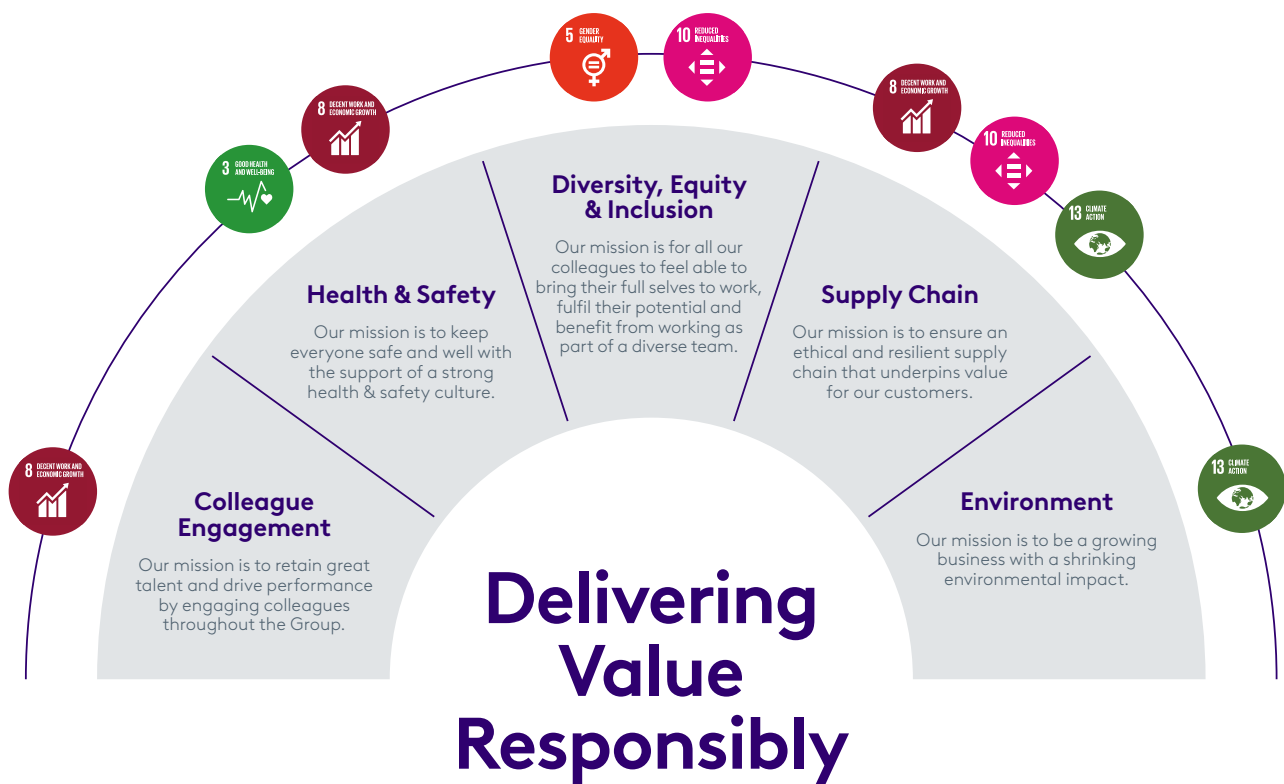 5 GENDER
EQUALITY
10 REDUCED
INEQUALITIES
8 DECENT WORK AND
ECONOMIC GROWTH
8 DECENT WORK AND
ECONOMIC GROWTH
10 REDUCED
INEQUALITIES
3 GOOD HEALTH
AND WELL-BEING
13 CLIMATE
ACTION
8 DECENT WORK AND
ECONOMIC GROWTH
13 CLIMATE
ACTION
Colleague
Engagement
Our mission is to retain great
talent and drive performance
by engaging colleagues
throughout the Group.
Health & Safety
Our mission is to keep
everyone safe and well with
the support of a strong
health & safety culture.
Diversity, Equity
& Inclusion
Our mission is for all our
colleagues to feel able to
bring their full selves to work,
fulfil their potential and
benefit from working as
part of a diverse team.
Supply Chain
Our mission is to ensure an
ethical and resilient supply
chain that underpins value
for our customers.
Environment
Our mission is to be a growing
business with a shrinking
environmental impact.
Delivering
Value
Responsibly